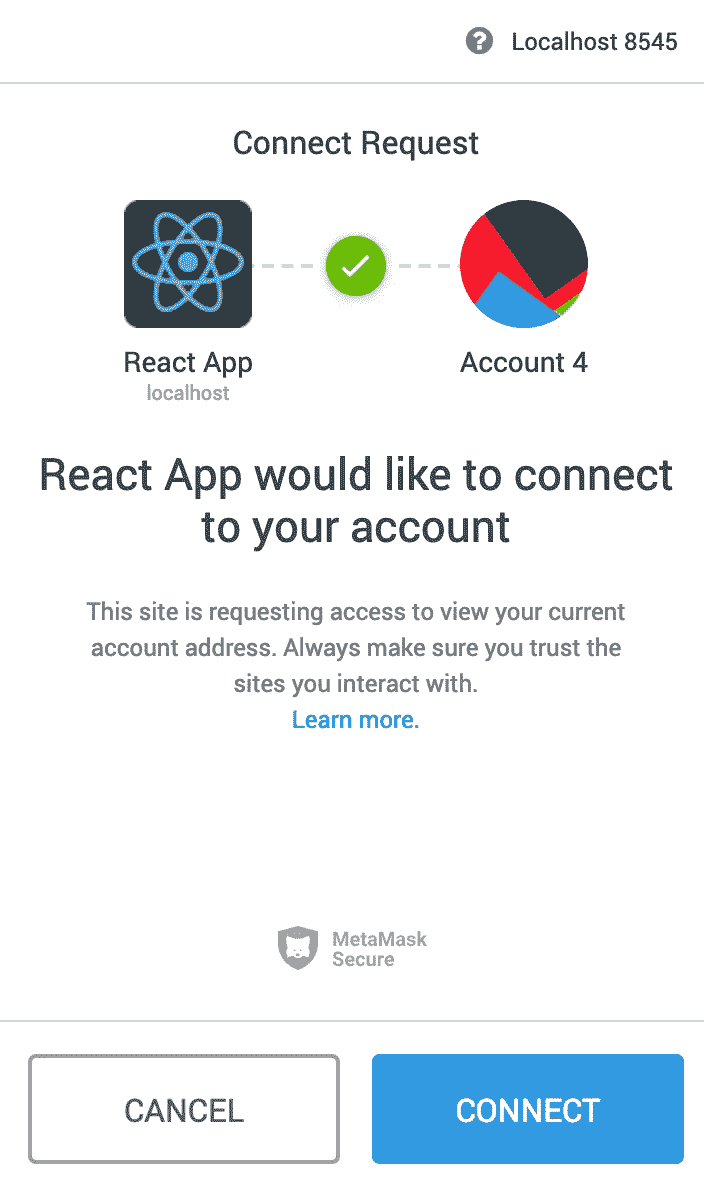 ? Localhost 8545
Connect Request
React App
localhost
Account 4
React App would like to connect
to your account
This site is requesting access to view your current
account address. Always make sure you trust the
sites you interact with.
Learn more.
MetaMask
Secure
CANCEL
CONNECT